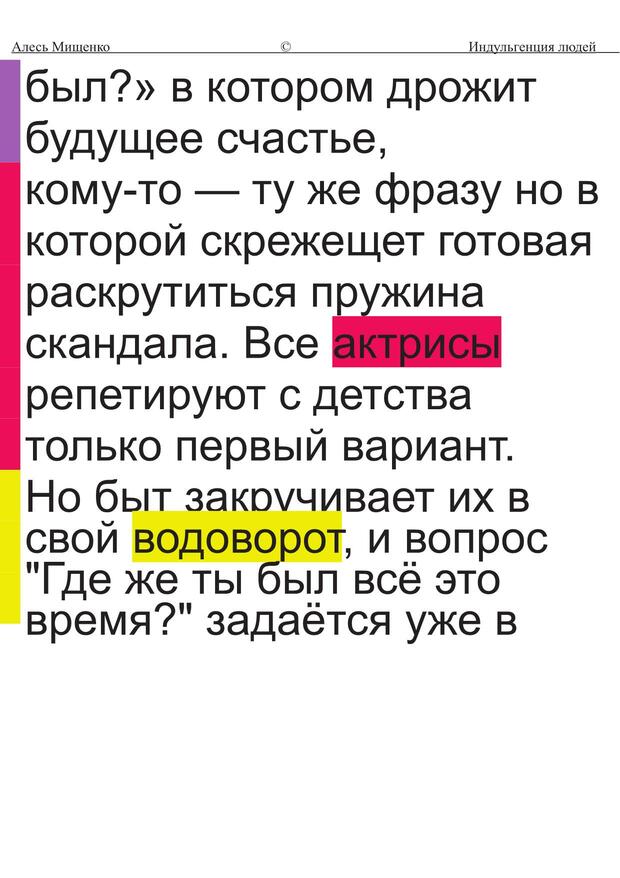 Алесь Мищенко © Индульгенция людей
был?» в котором дрожит
будущее счастье,
кому-то — ту же фразу но в
которой скрежещет готовая
раскрутиться пружина
скандала. Все актрисы
репетируют с детства
только первый вариант.
Но быт закручивает их в
свой водоворот, и вопрос
"Где же ты был всё это
время?" задаётся уже в